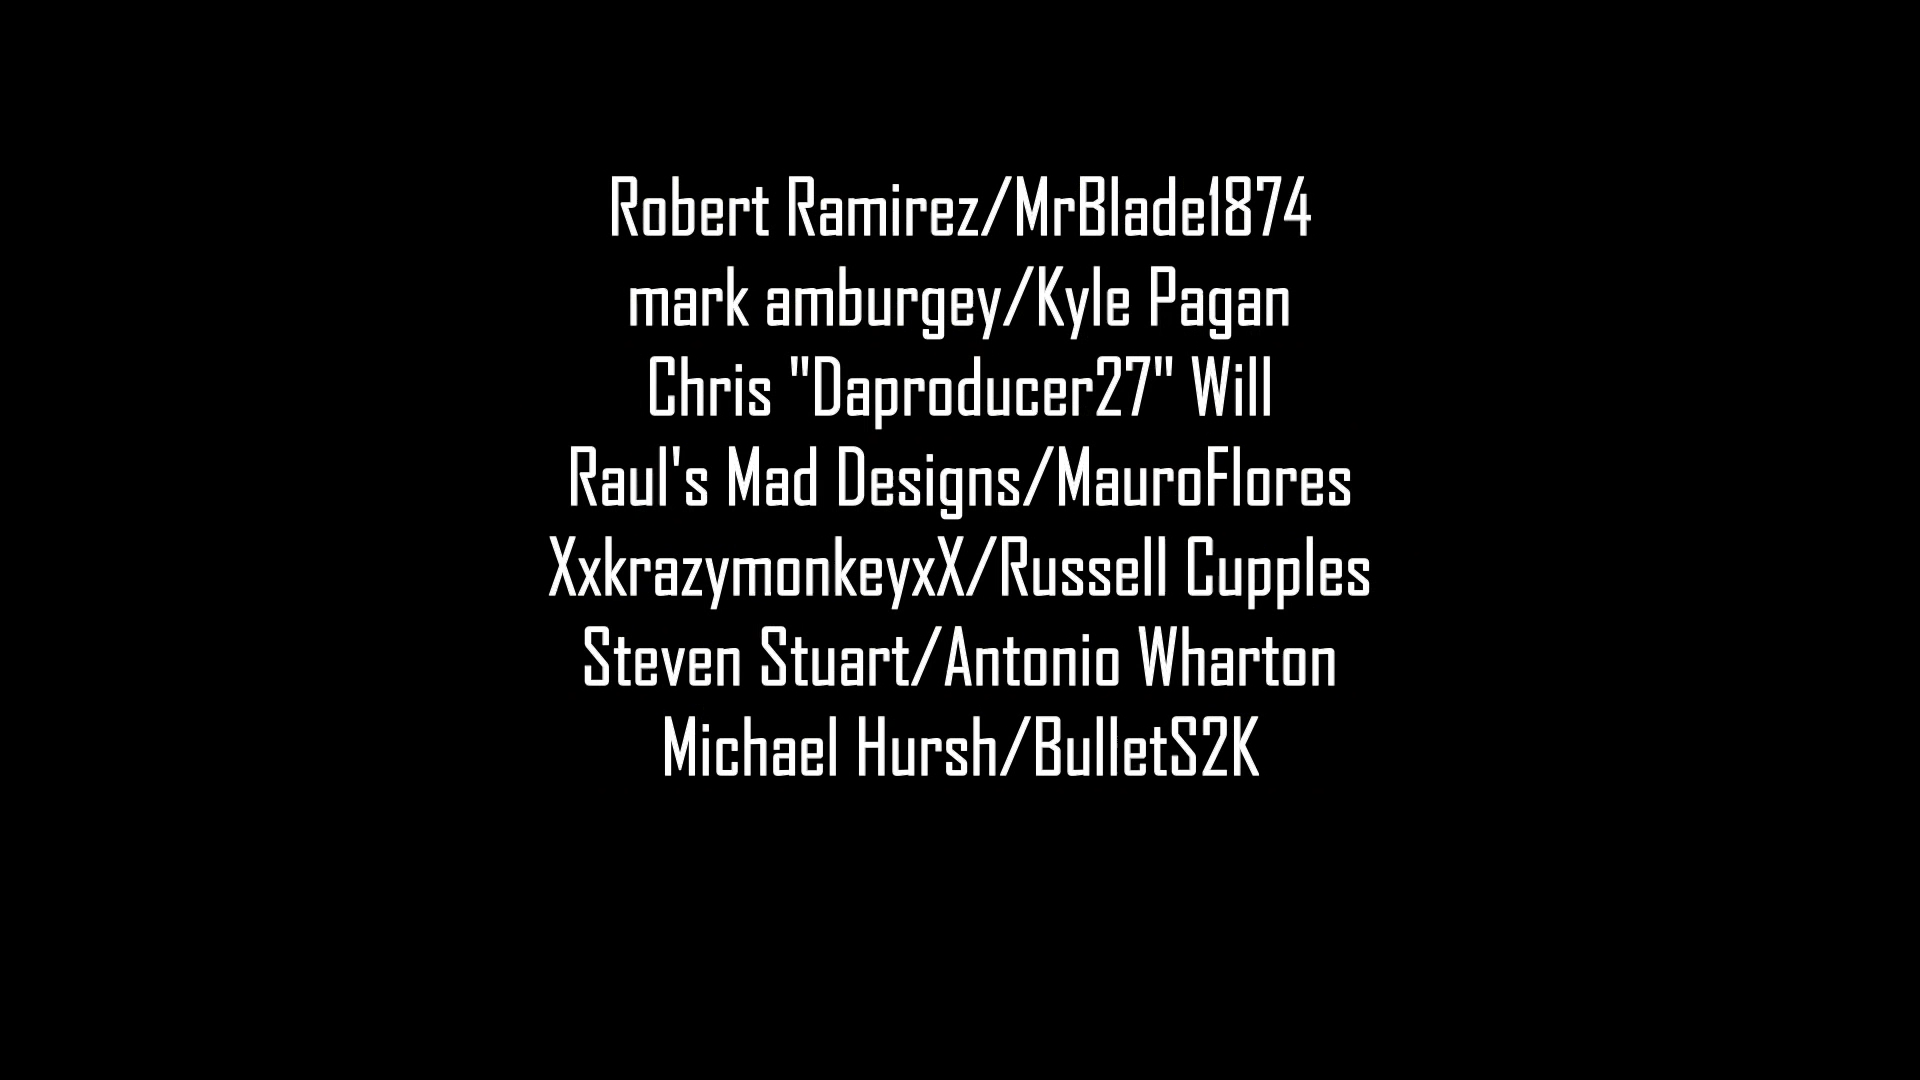 Robert Ramirez/MrBlade1874
mark amburgey/Kyle Pagan
Chris "Daproducer27" Will
Raul's Mad Designs/MauroFlores
XxkrazymonkeyxX/Russell Cupples
Steven Stuart/Antonio Wharton
Michael Hursh/BulletS2K